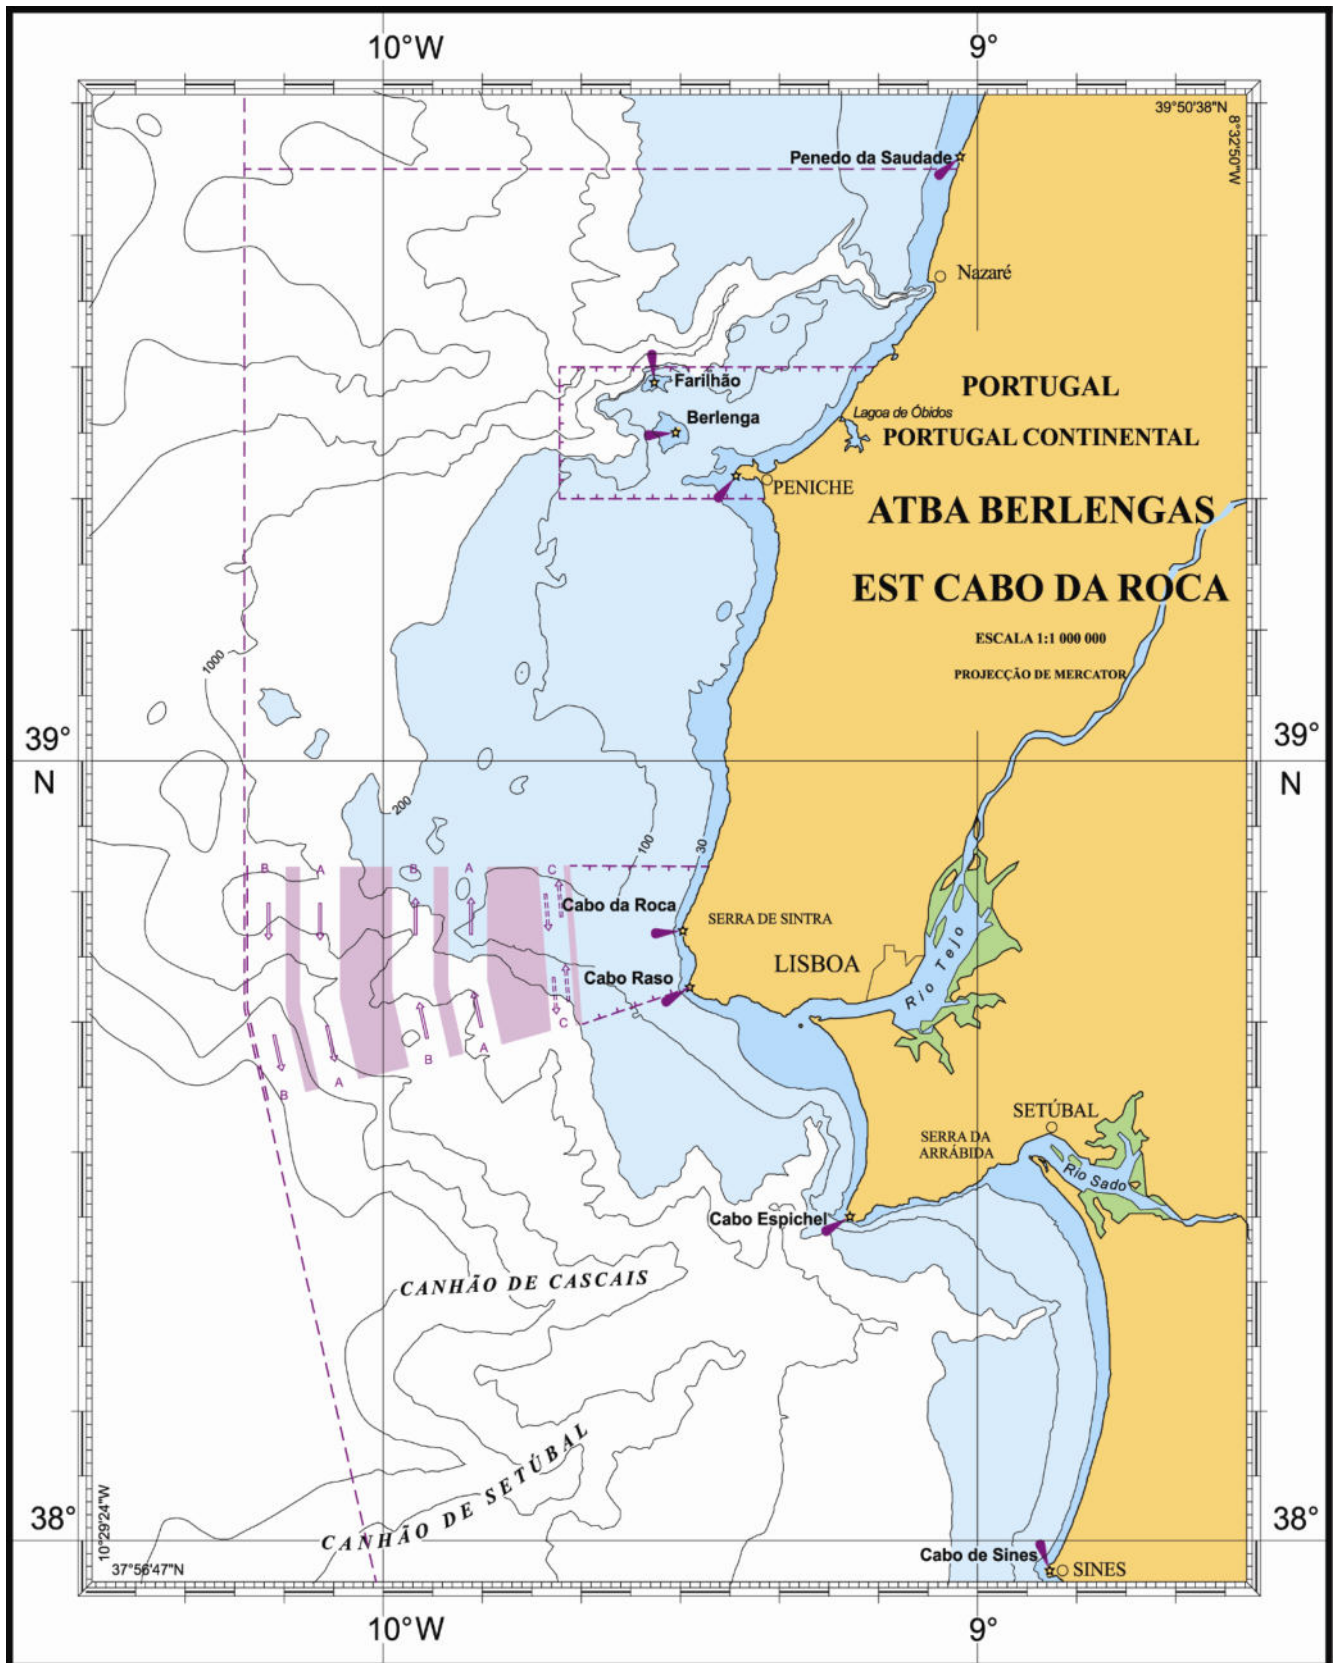 10°W 9°
39°50'38"N
8°32'50"W
Penedo da Saudade
Nazaré
Farilhão
PORTUGAL
Berlenga
Lagoa de Óbidos
PORTUGAL CONTINENTAL
PENICHE
ATBA BERLENGAS
EST CABO DA ROCA
ESCALA 1:1 000 000
PROJECÇÃO DE MERCATOR
1000
39° 39°
N N
200
100
30
B A B A C
Cabo da Roca
SERRA DE SINTRA
LISBOA
Cabo Raso
Rio Tejo
C
B A
B A
SETÚBAL
SERRA DA
ARRÁBIDA
Rio Sado
Cabo Espichel
CANHÃO DE CASCAIS
CANHÃO DE SETÚBAL
38° 38°
10°29'24"W
37°56'47"N
Cabo de Sines
SINES
10°W 9°